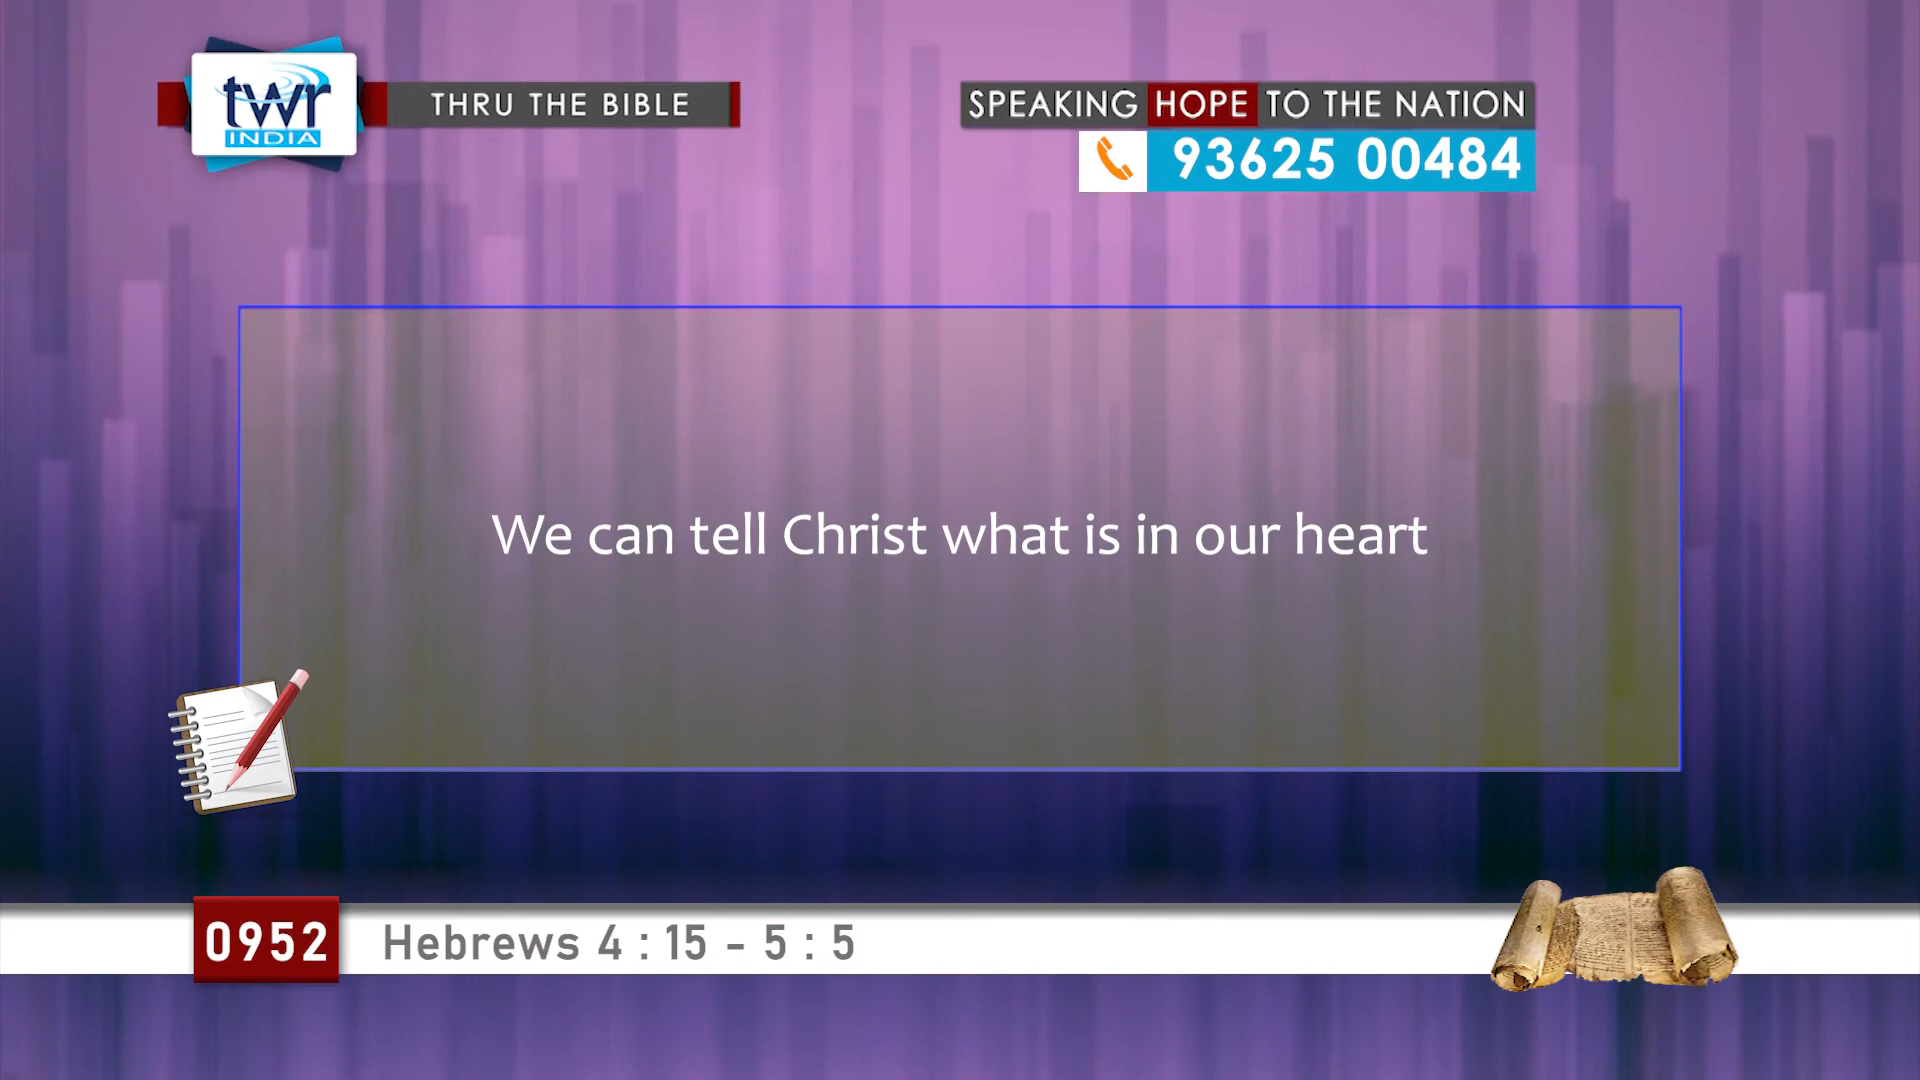 twr
INDIA
THRU THE BIBLE
SPEAKING HOPE TO THE NATION
93625 00484
We can tell Christ what is in our heart
0952
Hebrews 4 : 15 - 5 : 5